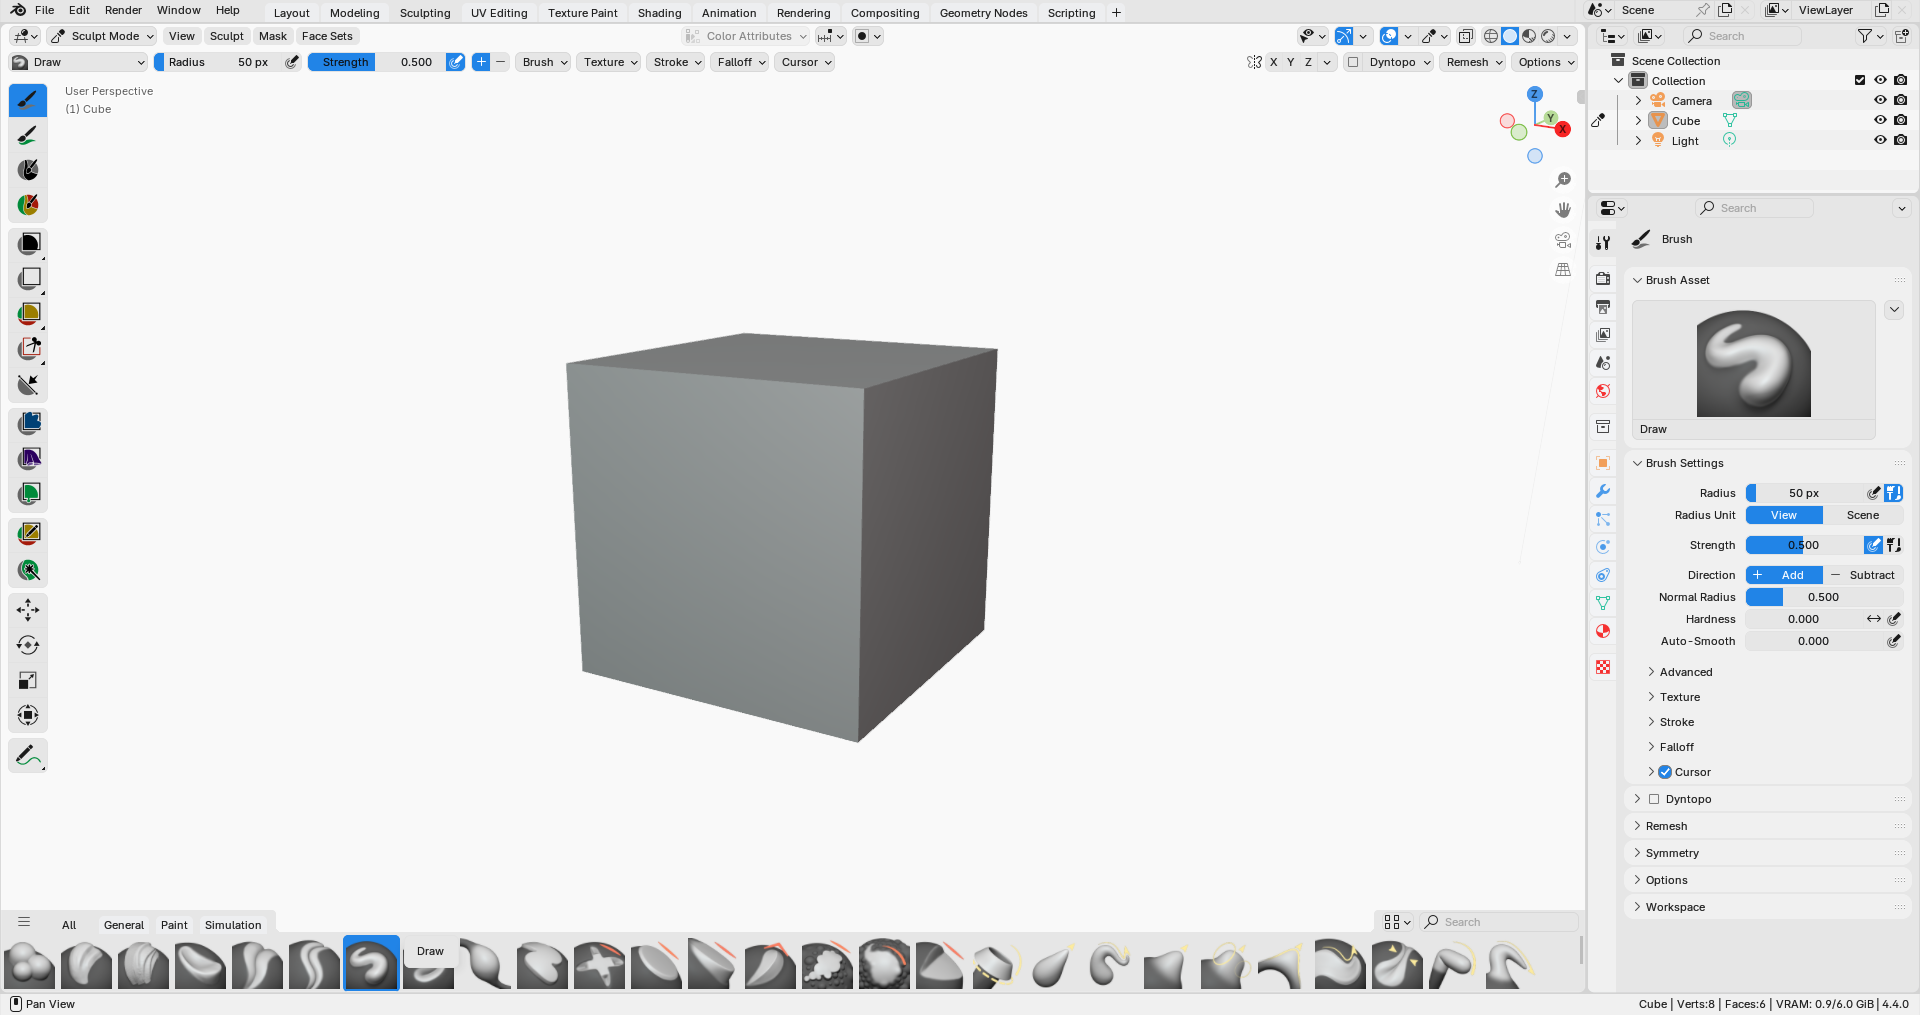 File Edit Render Window Help Layout Modeling Sculpting UV Editing Texture Paint Shading Animation Rendering Compositing Geometry Nodes Scripting + Scene ViewLayer
Sculpt Mode View Sculpt Mask Face Sets Color Attributes Search
Draw Radius 50 px Strength 0.500 + − Brush Texture Stroke Falloff Cursor X Y Z Dyntopo Remesh Options
User Perspective
(1) Cube
Z
Y
X
Scene Collection
Collection
Camera
Cube
Light
Search
Brush
Brush Asset
Draw
Brush Settings
Radius 50 px
Radius Unit View Scene
Strength 0.500
Direction + Add − Subtract
Normal Radius 0.500
Hardness 0.000
Auto-Smooth 0.000
Advanced
Texture
Stroke
Falloff
Cursor
Dyntopo
Remesh
Symmetry
Options
Workspace
All General Paint Simulation Search
Draw
Pan View
Cube | Verts:8 | Faces:6 | VRAM: 0.9/6.0 GiB | 4.4.0